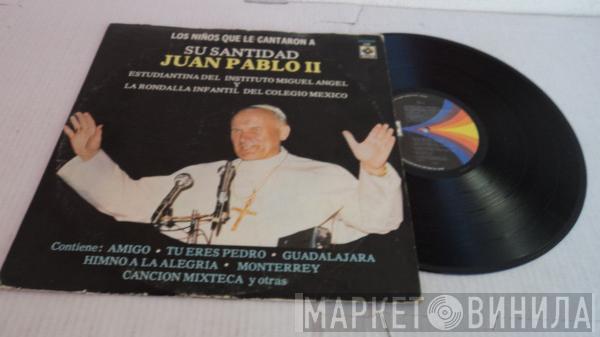 LOS NIÑOS QUE LE CANTARON A
SU SANTIDAD
JUAN PABLO II
ESTUDIANTINA DEL INSTITUTO MIGUEL ANGEL
Y
LA RONDALLA INFANTIL DEL COLEGIO MEXICO
Contiene: AMIGO • TU ERES PEDRO • GUADALAJARA
HIMNO A LA ALEGRIA • MONTERREY
CANCION MIXTECA y otras
МАРКЕТ ВИНИЛА